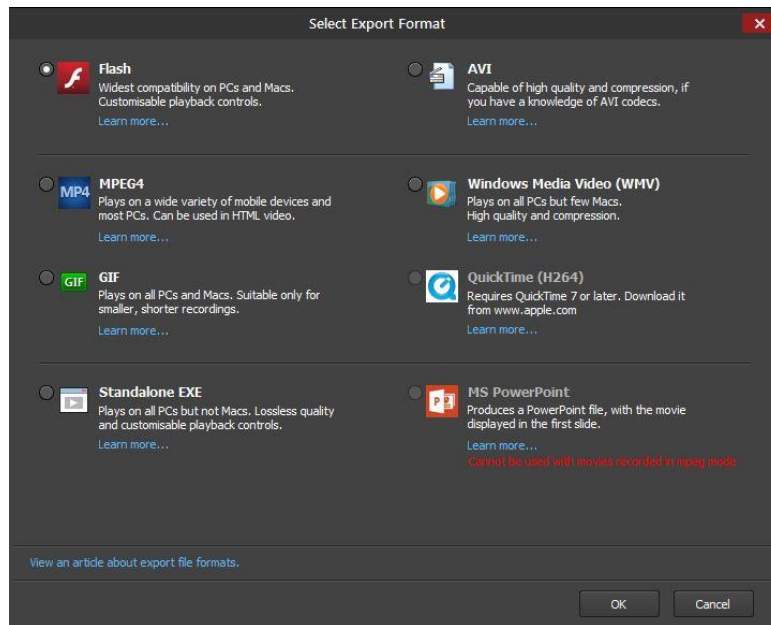 Select Export Format
Flash
Widest compatibility on PCs and Macs.
Customisable playback controls.
Learn more...
AVI
Capable of high quality and compression, if
you have a knowledge of AVI codecs.
Learn more...
MP4
MPEG4
Plays on a wide variety of mobile devices and
most PCs. Can be used in HTML video.
Learn more...
Windows Media Video (WMV)
Plays on all PCs but few Macs.
High quality and compression.
Learn more...
GIF
GIF
Plays on all PCs and Macs. Suitable only for
smaller, shorter recordings.
Learn more...
QuickTime (H264)
Requires QuickTime 7 or later. Download it
from www.apple.com
Learn more...
Standalone EXE
Plays on all PCs but not Macs. Lossless quality
and customisable playback controls.
Learn more...
P
MS PowerPoint
Produces a PowerPoint file, with the movie
displayed in the first slide.
Learn more...
Cannot be used with movies recorded in mpeg mode
View an article about export file formats.
OK
Cancel